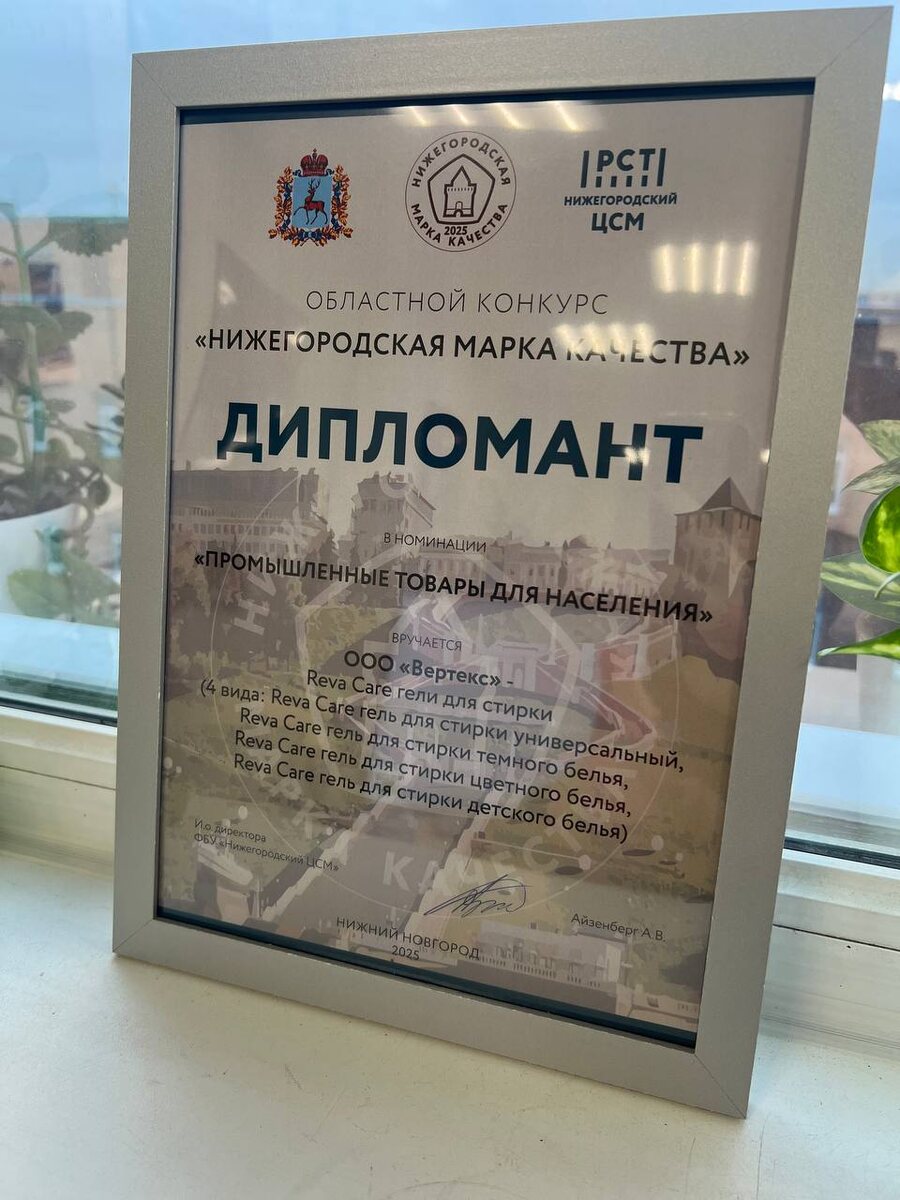 НИЖЕГОРОДСКАЯ
2025
МАРКА КАЧЕСТВА
РСТ
НИЖЕГОРОДСКИЙ
ЦСМ
ОБЛАСТНОЙ КОНКУРС
«НИЖЕГОРОДСКАЯ МАРКА КАЧЕСТВА»
ДИПЛОМАНТ
В НОМИНАЦИИ
«ПРОМЫШЛЕННЫЕ ТОВАРЫ ДЛЯ НАСЕЛЕНИЯ»
ВРУЧАЕТСЯ
ООО «Вертекс» -
Reva Care гели для стирки
(4 вида: Reva Care гель для стирки универсальный,
Reva Care гель для стирки темного белья,
Reva Care гель для стирки цветного белья,
Reva Care гель для стирки детского белья)
И.о. директора
ФБУ «Нижегородский ЦСМ»
Айзенберг А.В.
НИЖНИЙ НОВГОРОД
2025